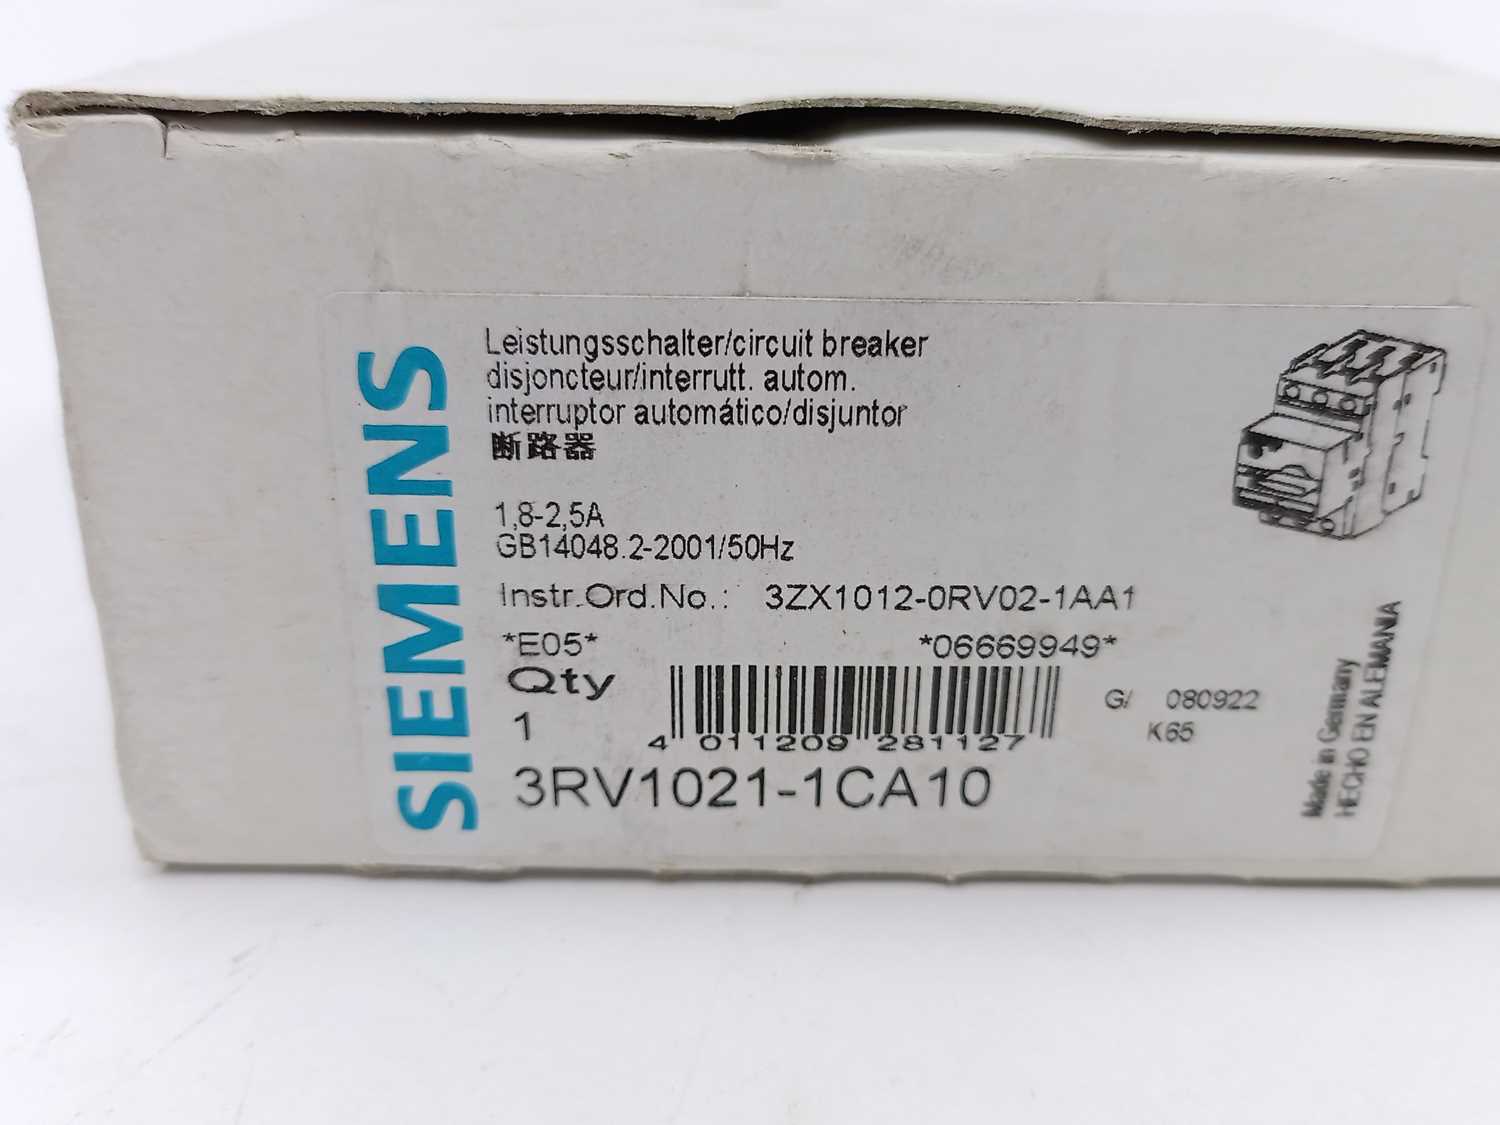 SIEMENS
Leistungsschalter/circuit breaker
disjoncteur/interrutt. autom.
interruptor automático/disjuntor
断路器
1,8-2,5A
GB14048.2-2001/50Hz
Instr.Ord.No.: 3ZX1012-0RV02-1AA1
*E05* *06669949*
Qty
1
4 011209 281127
G/ 080922
K65
3RV1021-1CA10
Made in Germany
HECHO EN ALEMANIA